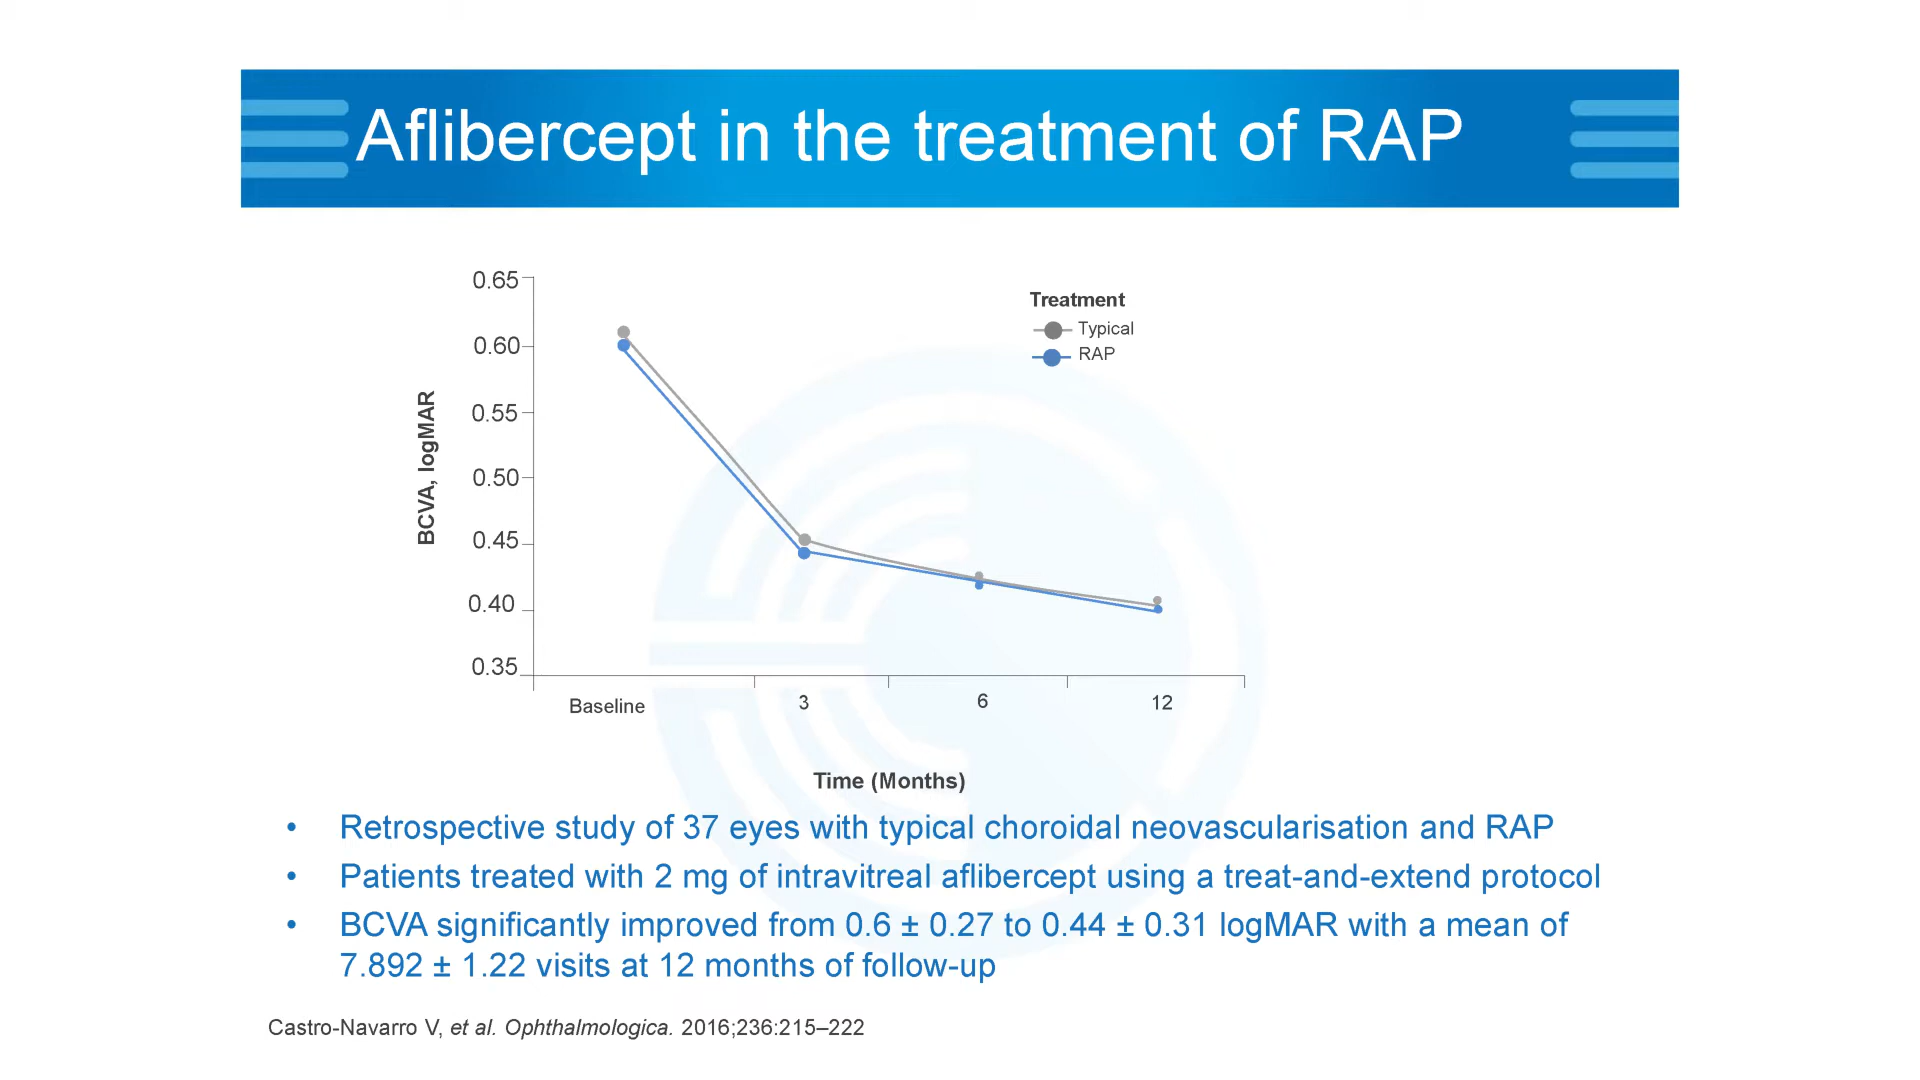 Aflibercept in the treatment of RAP
0.65
0.60
0.55
0.50
0.45
0.40
0.35
BCVA, logMAR
Treatment
Typical
RAP
Baseline
3
6
12
Time (Months)
• Retrospective study of 37 eyes with typical choroidal neovascularisation and RAP
• Patients treated with 2 mg of intravitreal aflibercept using a treat-and-extend protocol
• BCVA significantly improved from 0.6 ± 0.27 to 0.44 ± 0.31 logMAR with a mean of
7.892 ± 1.22 visits at 12 months of follow-up
Castro-Navarro V, et al. Ophthalmologica. 2016;236:215–222